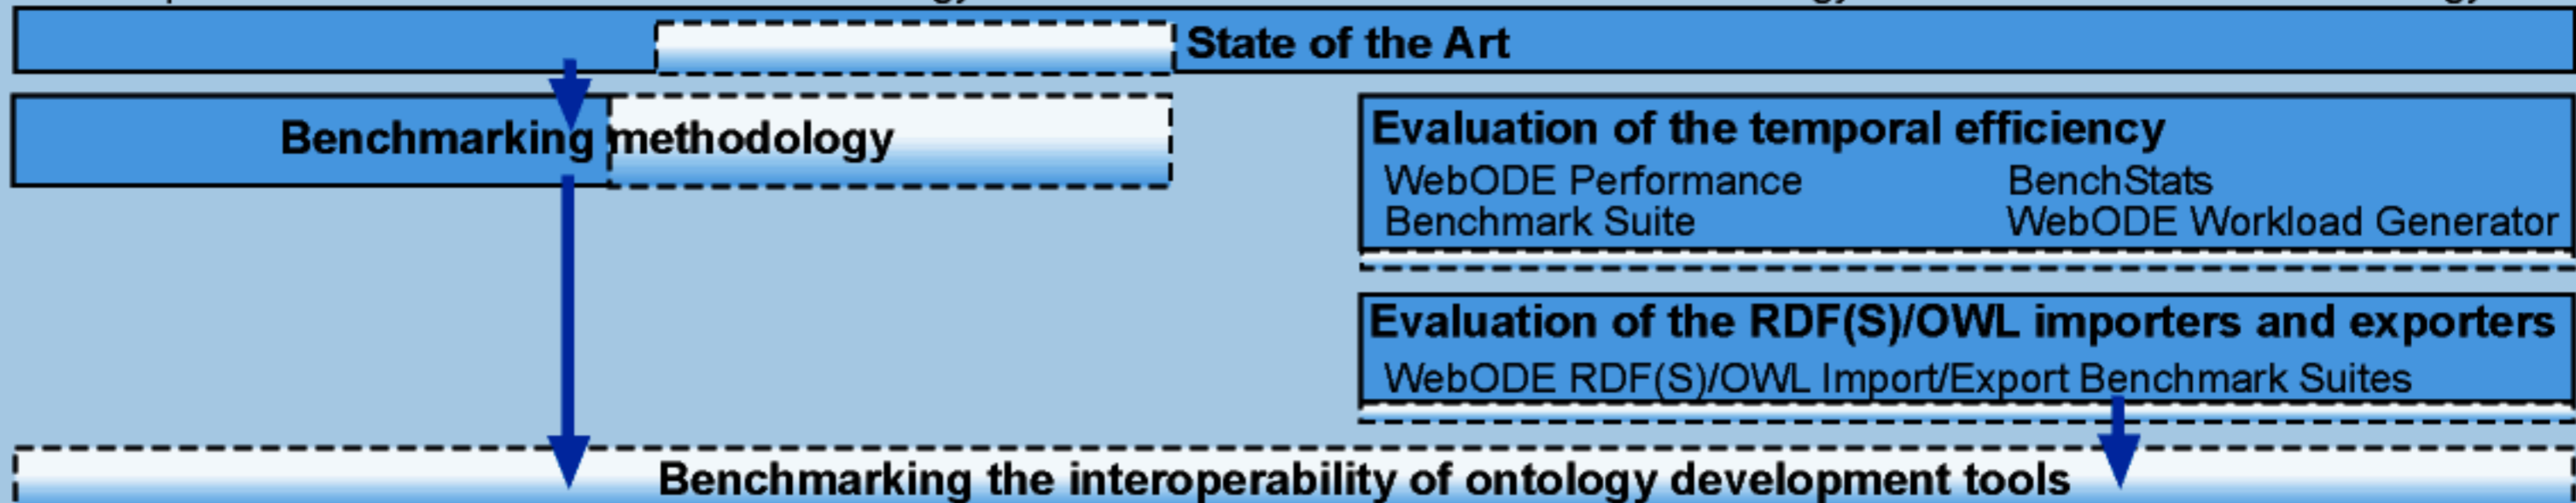 State of the Art
Benchmarking methodology
Evaluation of the temporal efficiency
WebODE Performance
Benchmark Suite
BenchStats
WebODE Workload Generator
Evaluation of the RDF(S)/OWL importers and exporters
WebODE RDF(S)/OWL Import/Export Benchmark Suites
Benchmarking the interoperability of ontology development tools